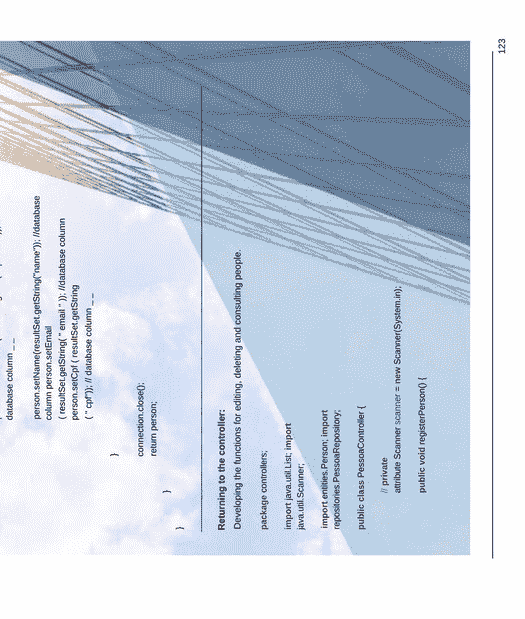 database column _ _
person.setName(resultSet.getString("name")); //database
column person.setEmail
( resultSet.getString( " email " )); //database column
person.setCpf ( resultSet.getString
( " cpf")); // database column _ _
}
connection.close();
return person;
}
}
Returning to the controller:
Developing the functions for editing, deleting and consulting people.
package controllers;
import java.util.List; import
java.util.Scanner;
import entities.Person; import
repositories.PessoaRepository;
public class PessoaController {
// private
attribute Scanner scanner = new Scanner(System.in);
public void registerPerson() {
123